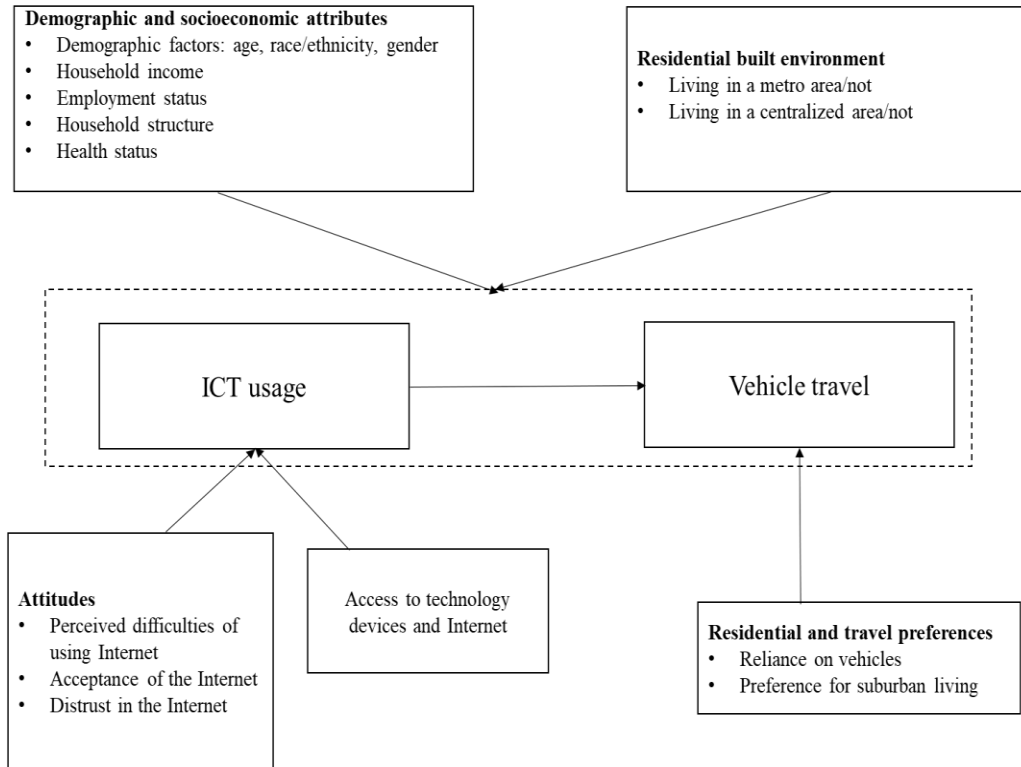 Demographic and socioeconomic attributes
• Demographic factors: age, race/ethnicity, gender
• Household income
• Employment status
• Household structure
• Health status
Residential built environment
• Living in a metro area/not
• Living in a centralized area/not
ICT usage
Vehicle travel
Attitudes
• Perceived difficulties of
using Internet
• Acceptance of the Internet
• Distrust in the Internet
Access to technology
devices and Internet
Residential and travel preferences
• Reliance on vehicles
• Preference for suburban living